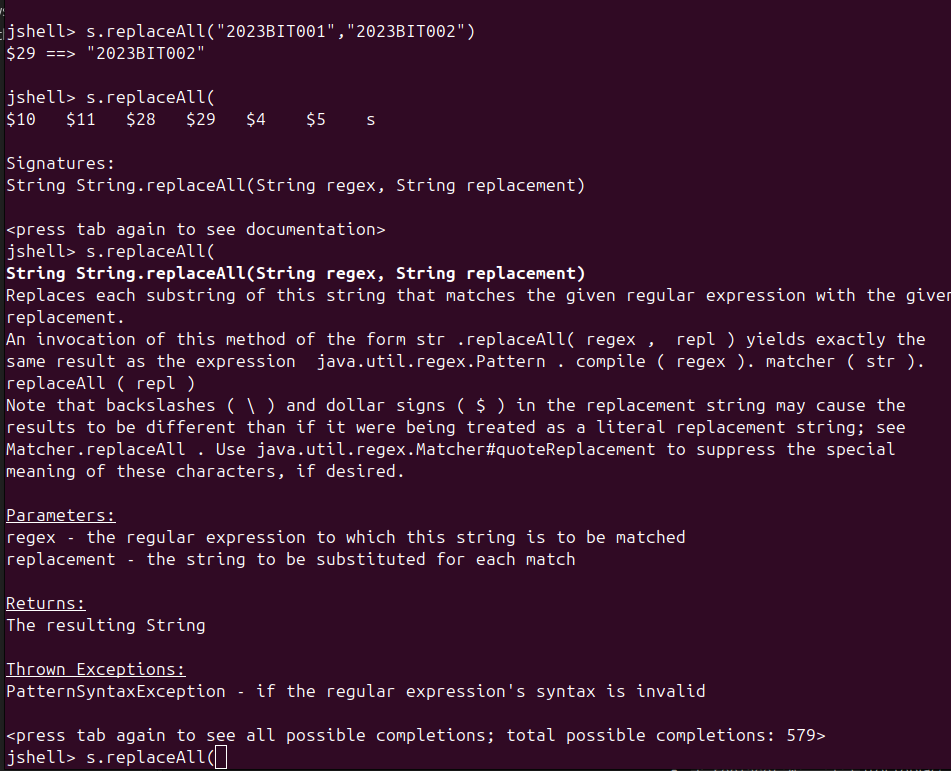 jshell> s.replaceAll("2023BIT001","2023BIT002")
$29 ==> "2023BIT002"
jshell> s.replaceAll(
$10   $11   $28   $29   $4    $5    s
Signatures:
String String.replaceAll(String regex, String replacement)
<press tab again to see documentation>
jshell> s.replaceAll(
String String.replaceAll(String regex, String replacement)
Replaces each substring of this string that matches the given regular expression with the given
replacement.
An invocation of this method of the form str .replaceAll( regex ,  repl ) yields exactly the
same result as the expression  java.util.regex.Pattern . compile ( regex ). matcher ( str ).
replaceAll ( repl )
Note that backslashes ( \ ) and dollar signs ( $ ) in the replacement string may cause the
results to be different than if it were being treated as a literal replacement string; see
Matcher.replaceAll . Use java.util.regex.Matcher#quoteReplacement to suppress the special
meaning of these characters, if desired.
Parameters:
regex - the regular expression to which this string is to be matched
replacement - the string to be substituted for each match
Returns:
The resulting String
Thrown Exceptions:
PatternSyntaxException - if the regular expression's syntax is invalid
<press tab again to see all possible completions; total possible completions: 579>
jshell> s.replaceAll(